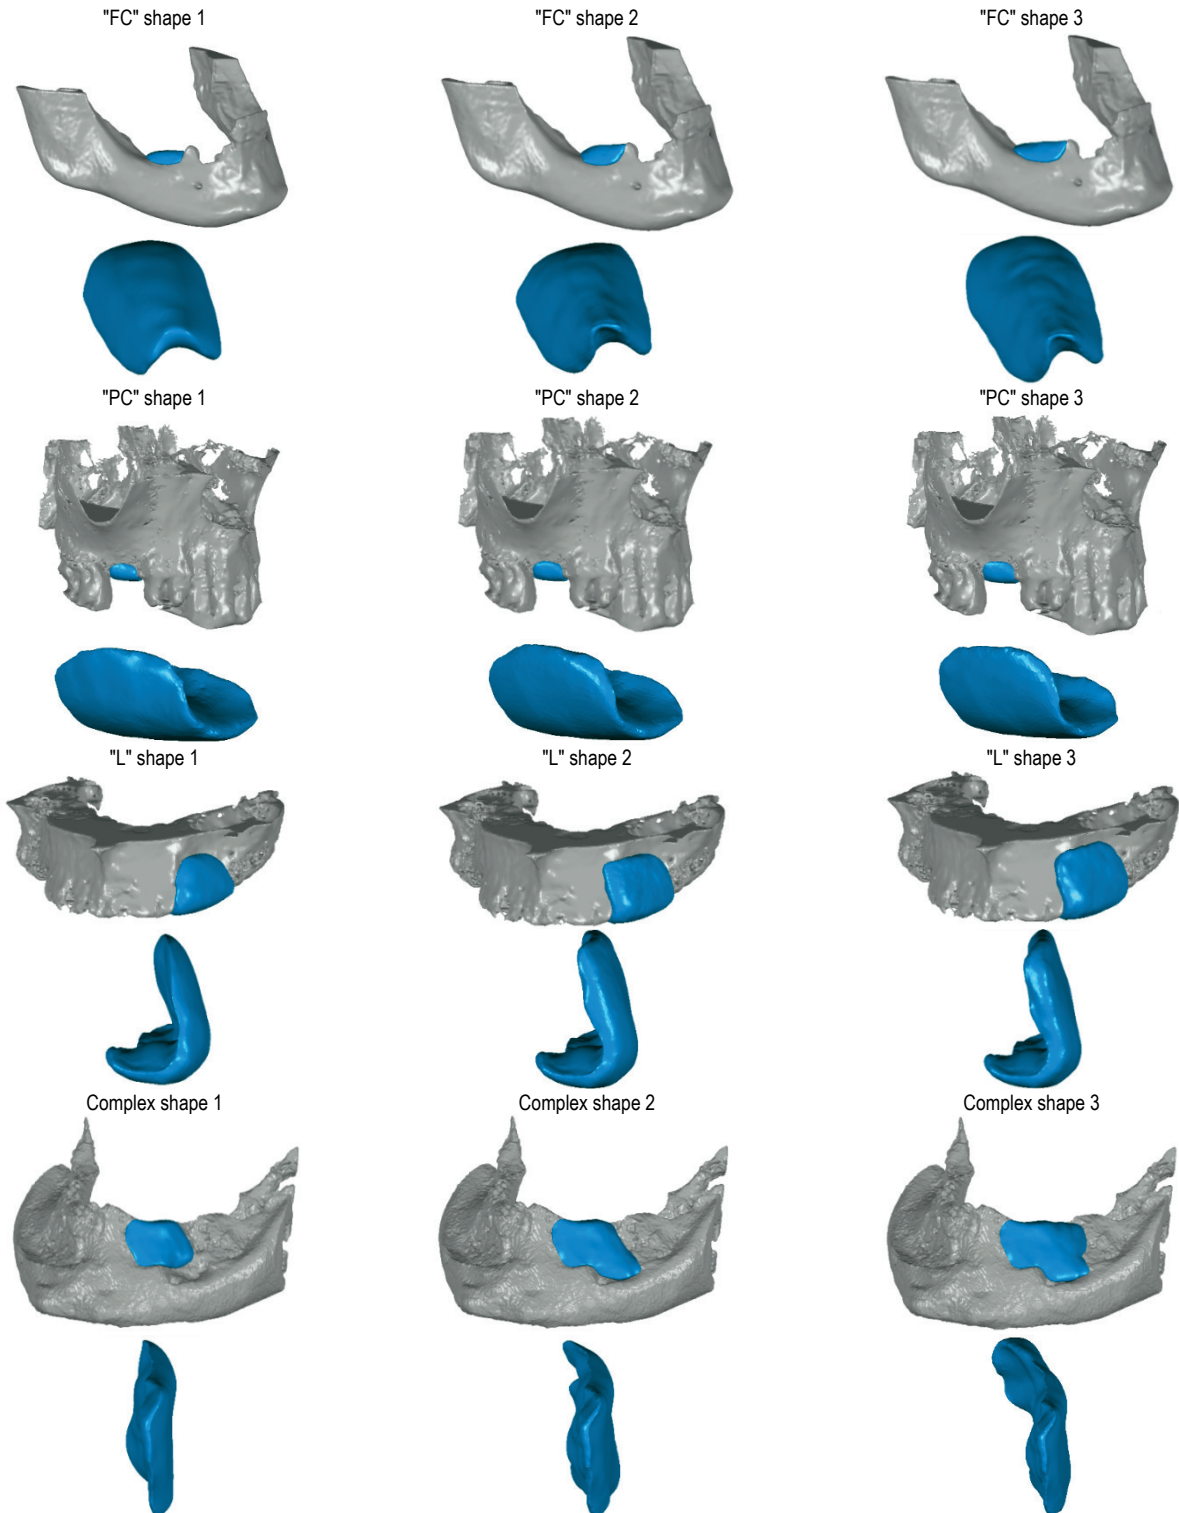 "FC" shape 1
"FC" shape 2
"FC" shape 3
"PC" shape 1
"PC" shape 2
"PC" shape 3
"L" shape 1
"L" shape 2
"L" shape 3
Complex shape 1
Complex shape 2
Complex shape 3